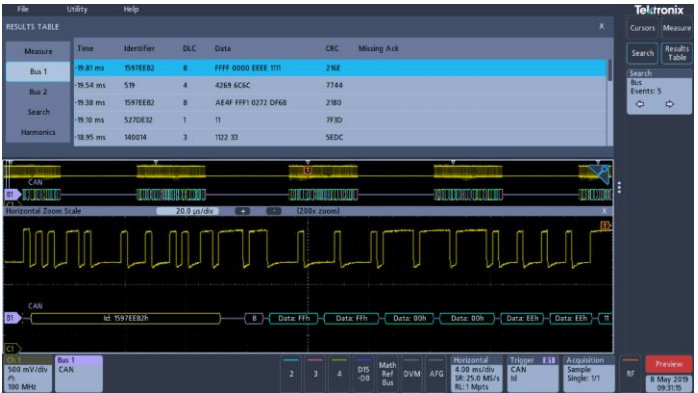 File Utility Help Tektronix
RESULTS TABLE X Cursors Measure
Measure Time Identifier DLC Data CRC Missing Ack
Search Results Table
Bus 1 -19.81 ms 1597EEB2 8 FFFF 0000 EEEE 1111 216E
Search
Bus
Events: 5
Bus 2 -19.54 ms 519 4 4269 6C6C 7744
-19.38 ms 1597EEB2 8 AE4F FFF1 0272 DF6B 2180
Search -19.10 ms 527DE32 1 11 7F3D
Harmonics -18.95 ms 140014 3 1122 33 5EDC
CAN
B1
Horizontal Zoom Scale 20.0 µs/div + - (200x zoom) X
CAN
B1 Id: 1597EEB2h 8 Data: FFh Data: FFh Data: 00h Data: 00h Data: EEh Data: EEh 11
C1
Ch 1
500 mV/div
100 MHz
Bus 1
CAN
2 3 4
D15
-D0
Math
Ref
Bus
DVM AFG
Horizontal
4.00 ms/div
SR: 25.0 MS/s
RL: 1 Mpts
Trigger B1
CAN
Id
Acquisition
Sample
Single: 1/1
RF
Preview
8 May 2019
09:31:15